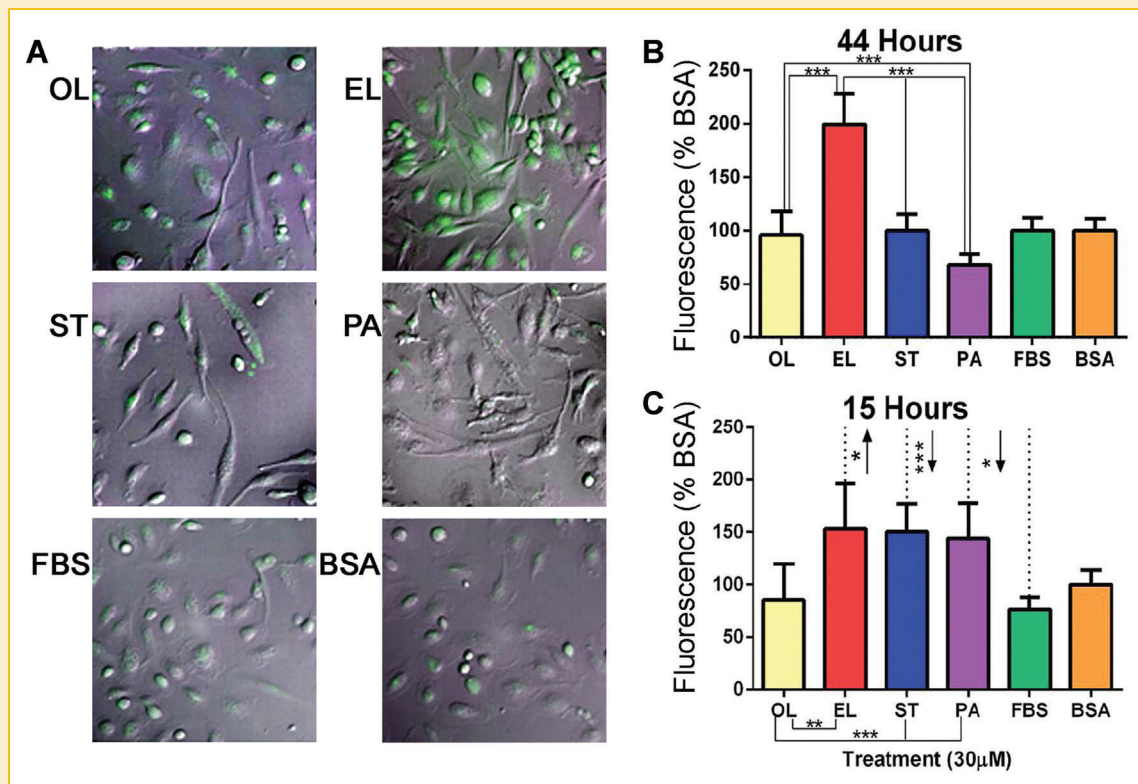 A
OL
EL
ST
PA
FBS
BSA
B
44 Hours
Fluorescence (% BSA)
250
200
150
100
50
0
***
***
***
OL EL ST PA FBS BSA
C
15 Hours
Fluorescence (% BSA)
250
200
150
100
50
0
*
***
*
OL EL ST PA FBS BSA
**
***
Treatment (30µM)